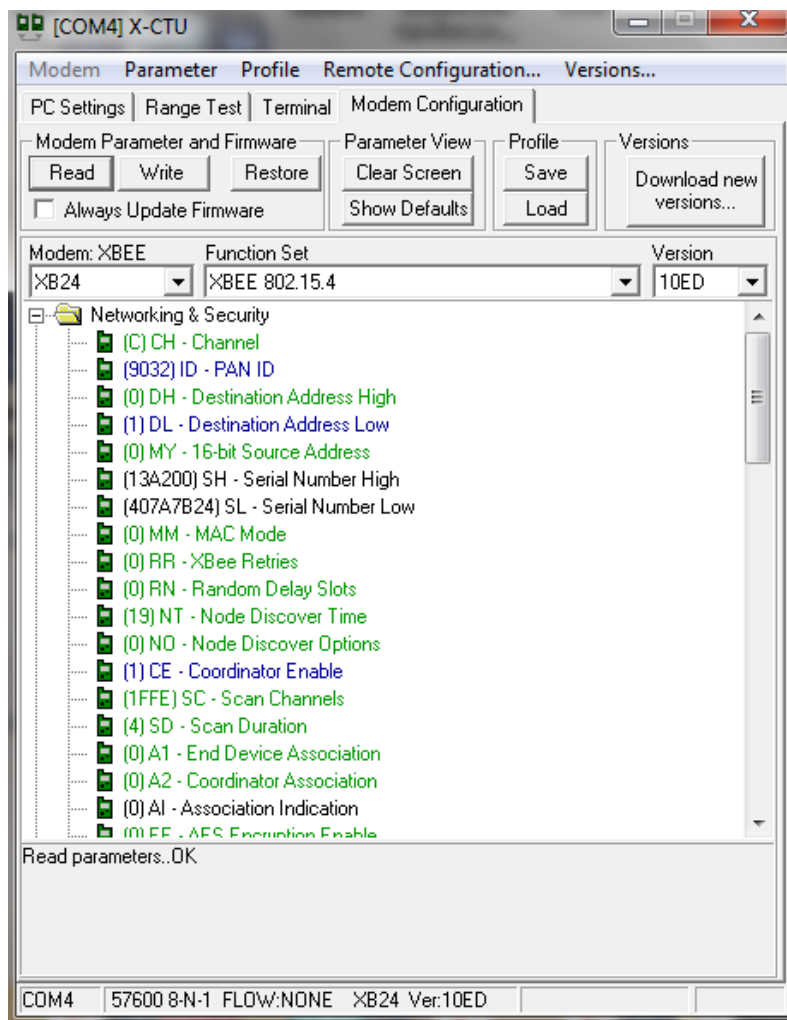 [COM4] X-CTU
Modem Parameter Profile Remote Configuration... Versions...
PC Settings Range Test Terminal Modem Configuration
Modem Parameter and Firmware Parameter View Profile Versions
Read Write Restore Clear Screen Save Download new versions...
Always Update Firmware Show Defaults Load
Modem: XBEE Function Set Version
XB24 XBEE 802.15.4 10ED
Networking & Security
(C) CH - Channel
(9032) ID - PAN ID
(0) DH - Destination Address High
(1) DL - Destination Address Low
(0) MY - 16-bit Source Address
(13A200) SH - Serial Number High
(407A7B24) SL - Serial Number Low
(0) MM - MAC Mode
(0) RR - XBee Retries
(0) RN - Random Delay Slots
(19) NT - Node Discover Time
(0) NO - Node Discover Options
(1) CE - Coordinator Enable
(1FFE) SC - Scan Channels
(4) SD - Scan Duration
(0) A1 - End Device Association
(0) A2 - Coordinator Association
(0) AI - Association Indication
(0) EE - AES Encryption Enable
Read parameters..OK
COM4 57600 8-N-1 FLOW:NONE XB24 Ver:10ED